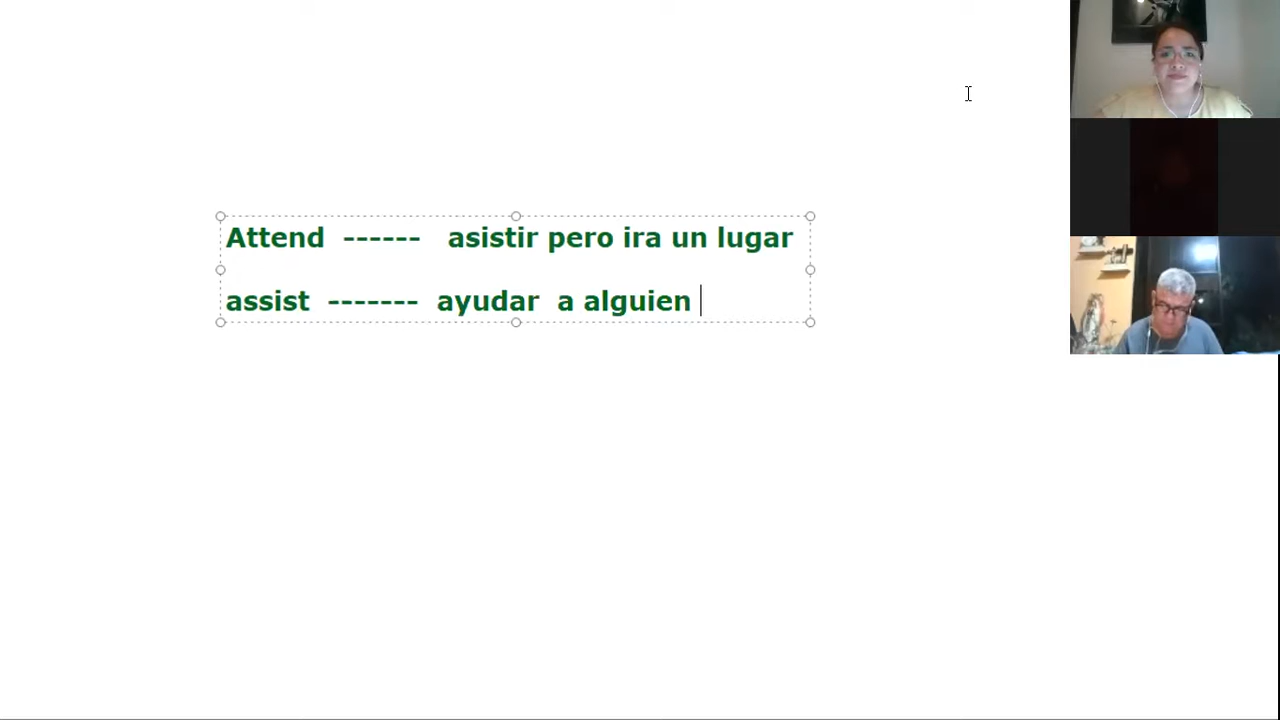 Attend ------ asistir pero ira un lugar
assist ------- ayudar a alguien